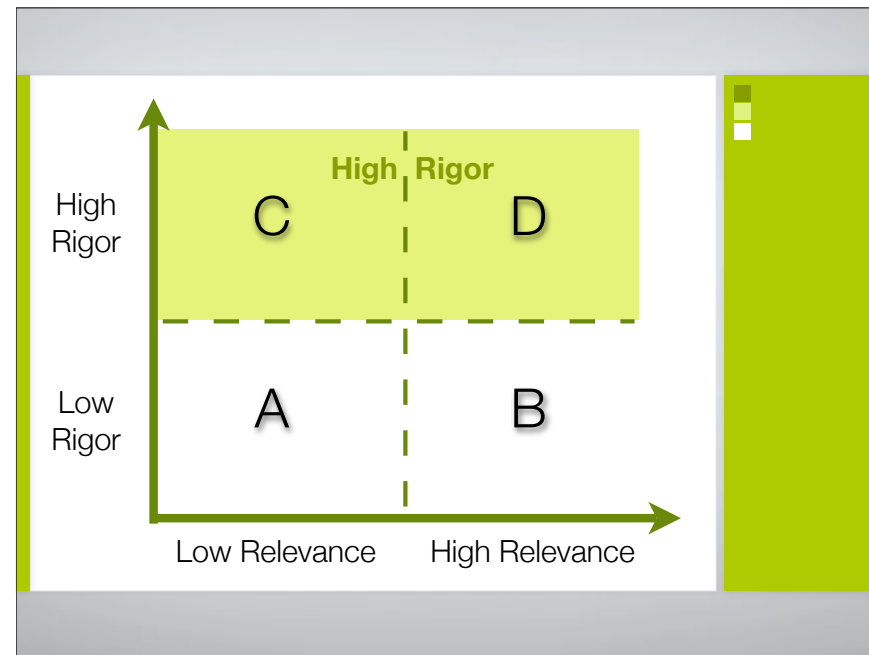 High Rigor
High
Rigor
C
D
Low
Rigor
A
B
Low Relevance
High Relevance